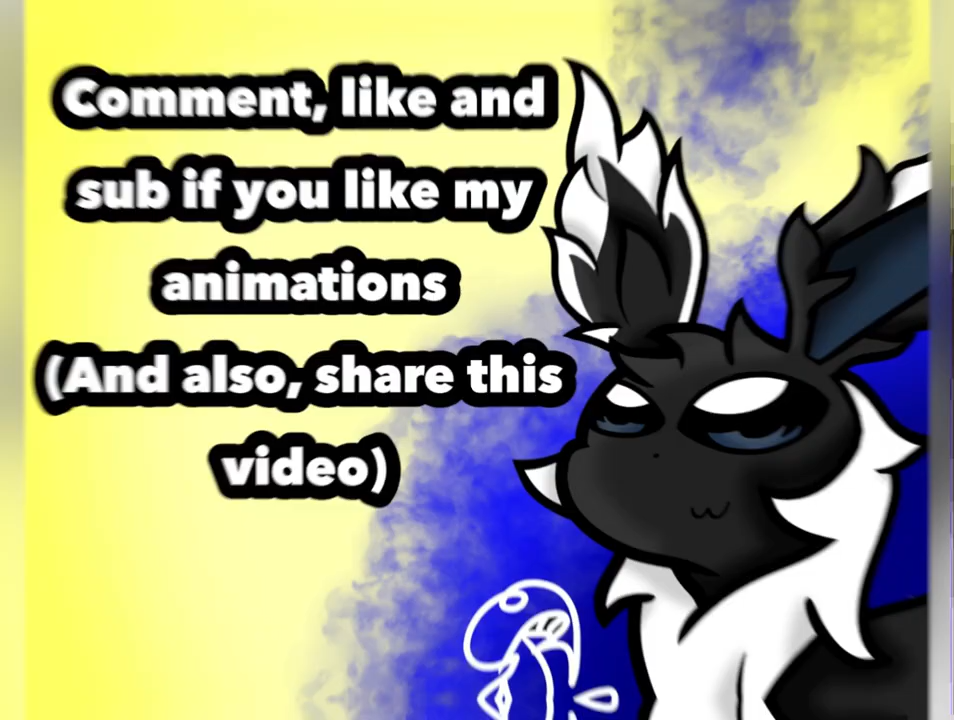 Comment, like and
sub if you like my
animations
(And also, share this
video)